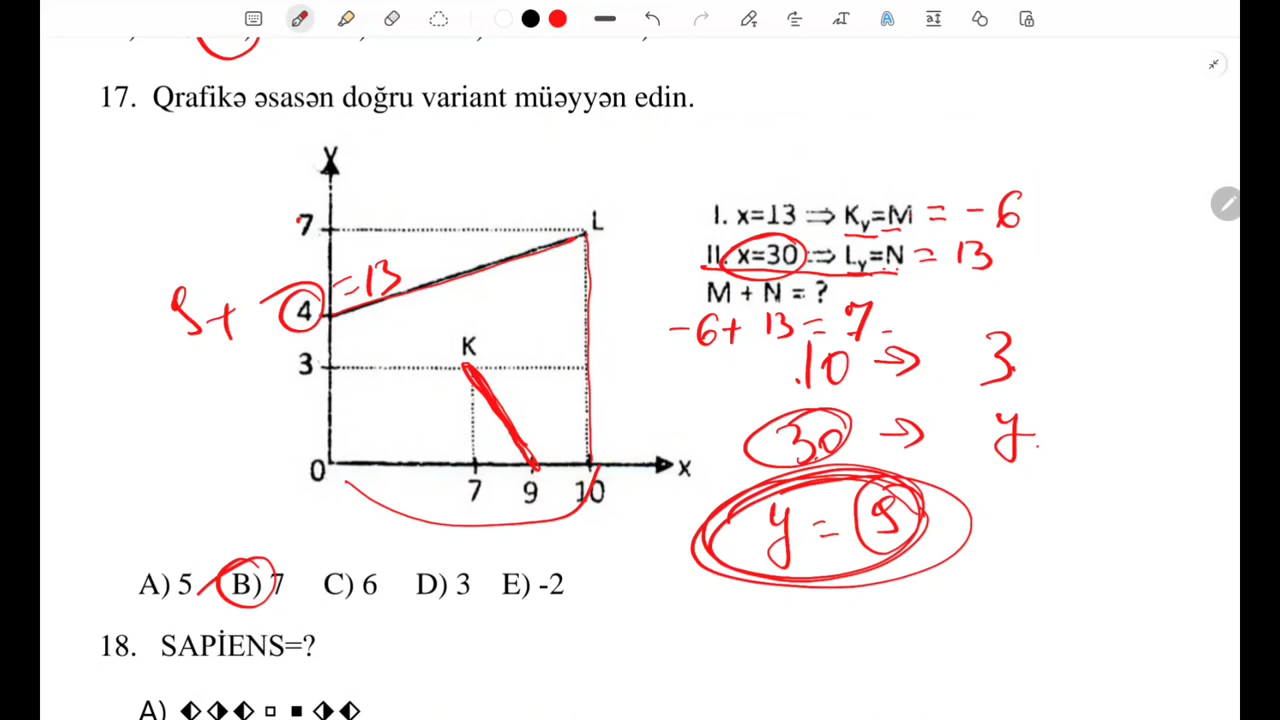 17. Qrafikə əsasən doğru variant müəyyən edin.
y
7
L
4
= 13
9 +
K
3
0
7 9 10
x
I. x=13 ⇒ Ky=M = -6
II. x=30 ⇒ Ly=N = 13
M + N = ?
-6 + 13 = 7
10 → 3
30 → y
y = 9
A) 5 B) 7 C) 6 D) 3 E) -2
18. SAPİENS=?
A)